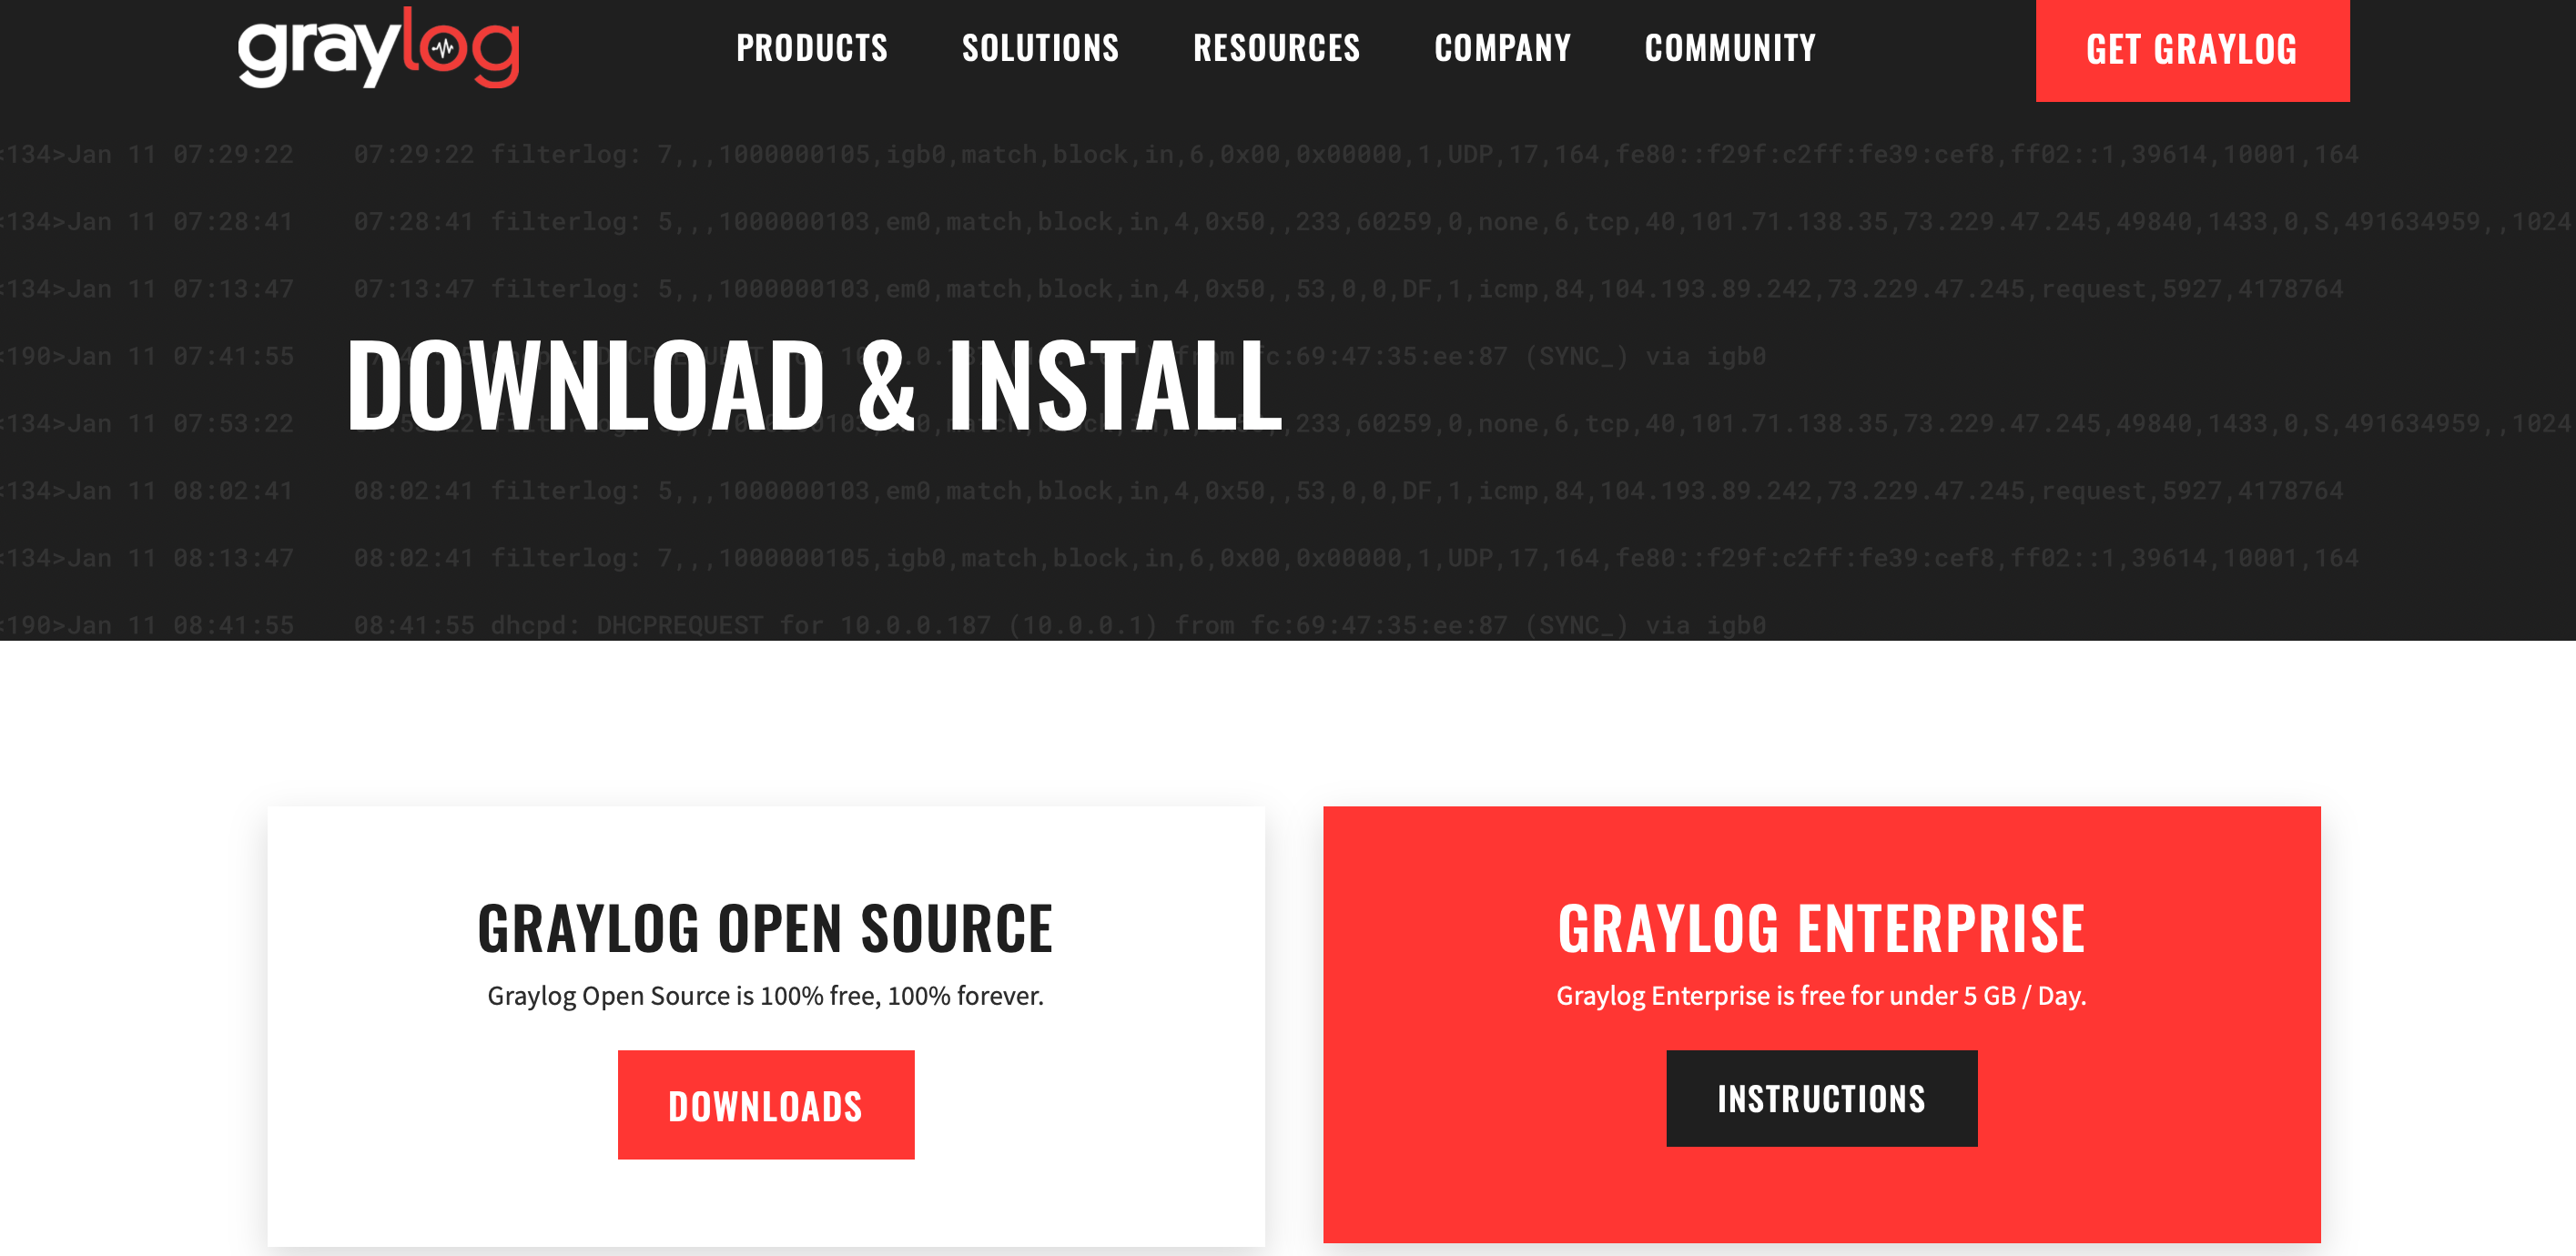 graylog
PRODUCTS SOLUTIONS RESOURCES COMPANY COMMUNITY GET GRAYLOG
<134>Jan 11 07:29:22 07:29:22 filterlog: 7,,,1000000105,igb0,match,block,in,6,0x00,0x00000,1,UDP,17,164,fe80::f29f:c2ff:fe39:cef8,ff02::1,39614,10001,164
<134>Jan 11 07:28:41 07:28:41 filterlog: 5,,,1000000103,em0,match,block,in,4,0x50,,233,60259,0,none,6,tcp,40,101.71.138.35,73.229.47.245,49840,1433,0,S,491634959,,1024
<134>Jan 11 07:13:47 07:13:47 filterlog: 5,,,1000000103,em0,match,block,in,4,0x50,,53,0,0,DF,1,icmp,84,104.193.89.242,73.229.47.245,request,5927,4178764
<190>Jan 11 07:41:55 from fc:69:47:35:ee:87 (SYNC_) via igb0
DOWNLOAD & INSTALL
<134>Jan 11 07:53:22 ,233,60259,0,none,6,tcp,40,101.71.138.35,73.229.47.245,49840,1433,0,S,491634959,,1024
<134>Jan 11 08:02:41 08:02:41 filterlog: 5,,,1000000103,em0,match,block,in,4,0x50,,53,0,0,DF,1,icmp,84,104.193.89.242,73.229.47.245,request,5927,4178764
<134>Jan 11 08:13:47 08:02:41 filterlog: 7,,,1000000105,igb0,match,block,in,6,0x00,0x00000,1,UDP,17,164,fe80::f29f:c2ff:fe39:cef8,ff02::1,39614,10001,164
<190>Jan 11 08:41:55 08:41:55 dhcpd: DHCPREQUEST for 10.0.0.187 (10.0.0.1) from fc:69:47:35:ee:87 (SYNC_) via igb0
GRAYLOG OPEN SOURCE
Graylog Open Source is 100% free, 100% forever.
DOWNLOADS
GRAYLOG ENTERPRISE
Graylog Enterprise is free for under 5 GB / Day.
INSTRUCTIONS